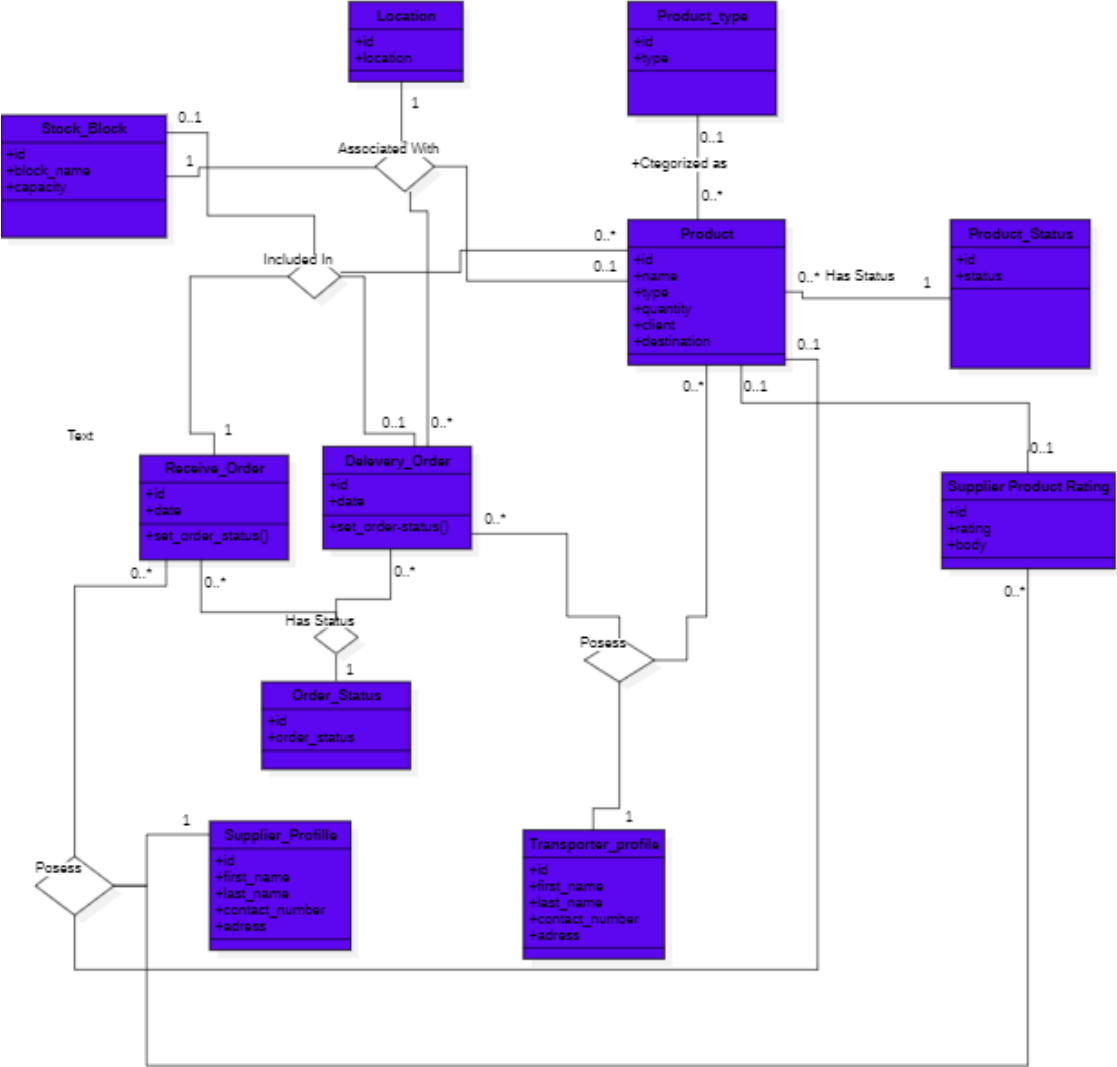 Location
+id
+location
Product_type
+id
+type
1
0..1
Stock_Block
+id
+block_name
+capacity
0..1
1
Associated With
+Ctegorized as
0..*
Product
+id
+name
+type
+quantity
+client
+destination
0..*
0..1
Included In
Product_Status
+id
+status
0..*
Has Status
1
0..1
0..*
0..1
Text
1
0..1
0..*
0..1
Receive_Order
+id
+date
+set_order_status()
Delevery_Order
+id
+date
+set_order-status()
Supplier Product Rating
+id
+rating
+body
0..*
0..*
0..*
0..*
0..*
Has Status
Posess
1
Order_Status
+id
+order_status
1
Supplier_Profille
+id
+first_name
+last_name
+contact_number
+adress
1
Transporter_profile
+id
+first_name
+last_name
+contact_number
+adress
Posess